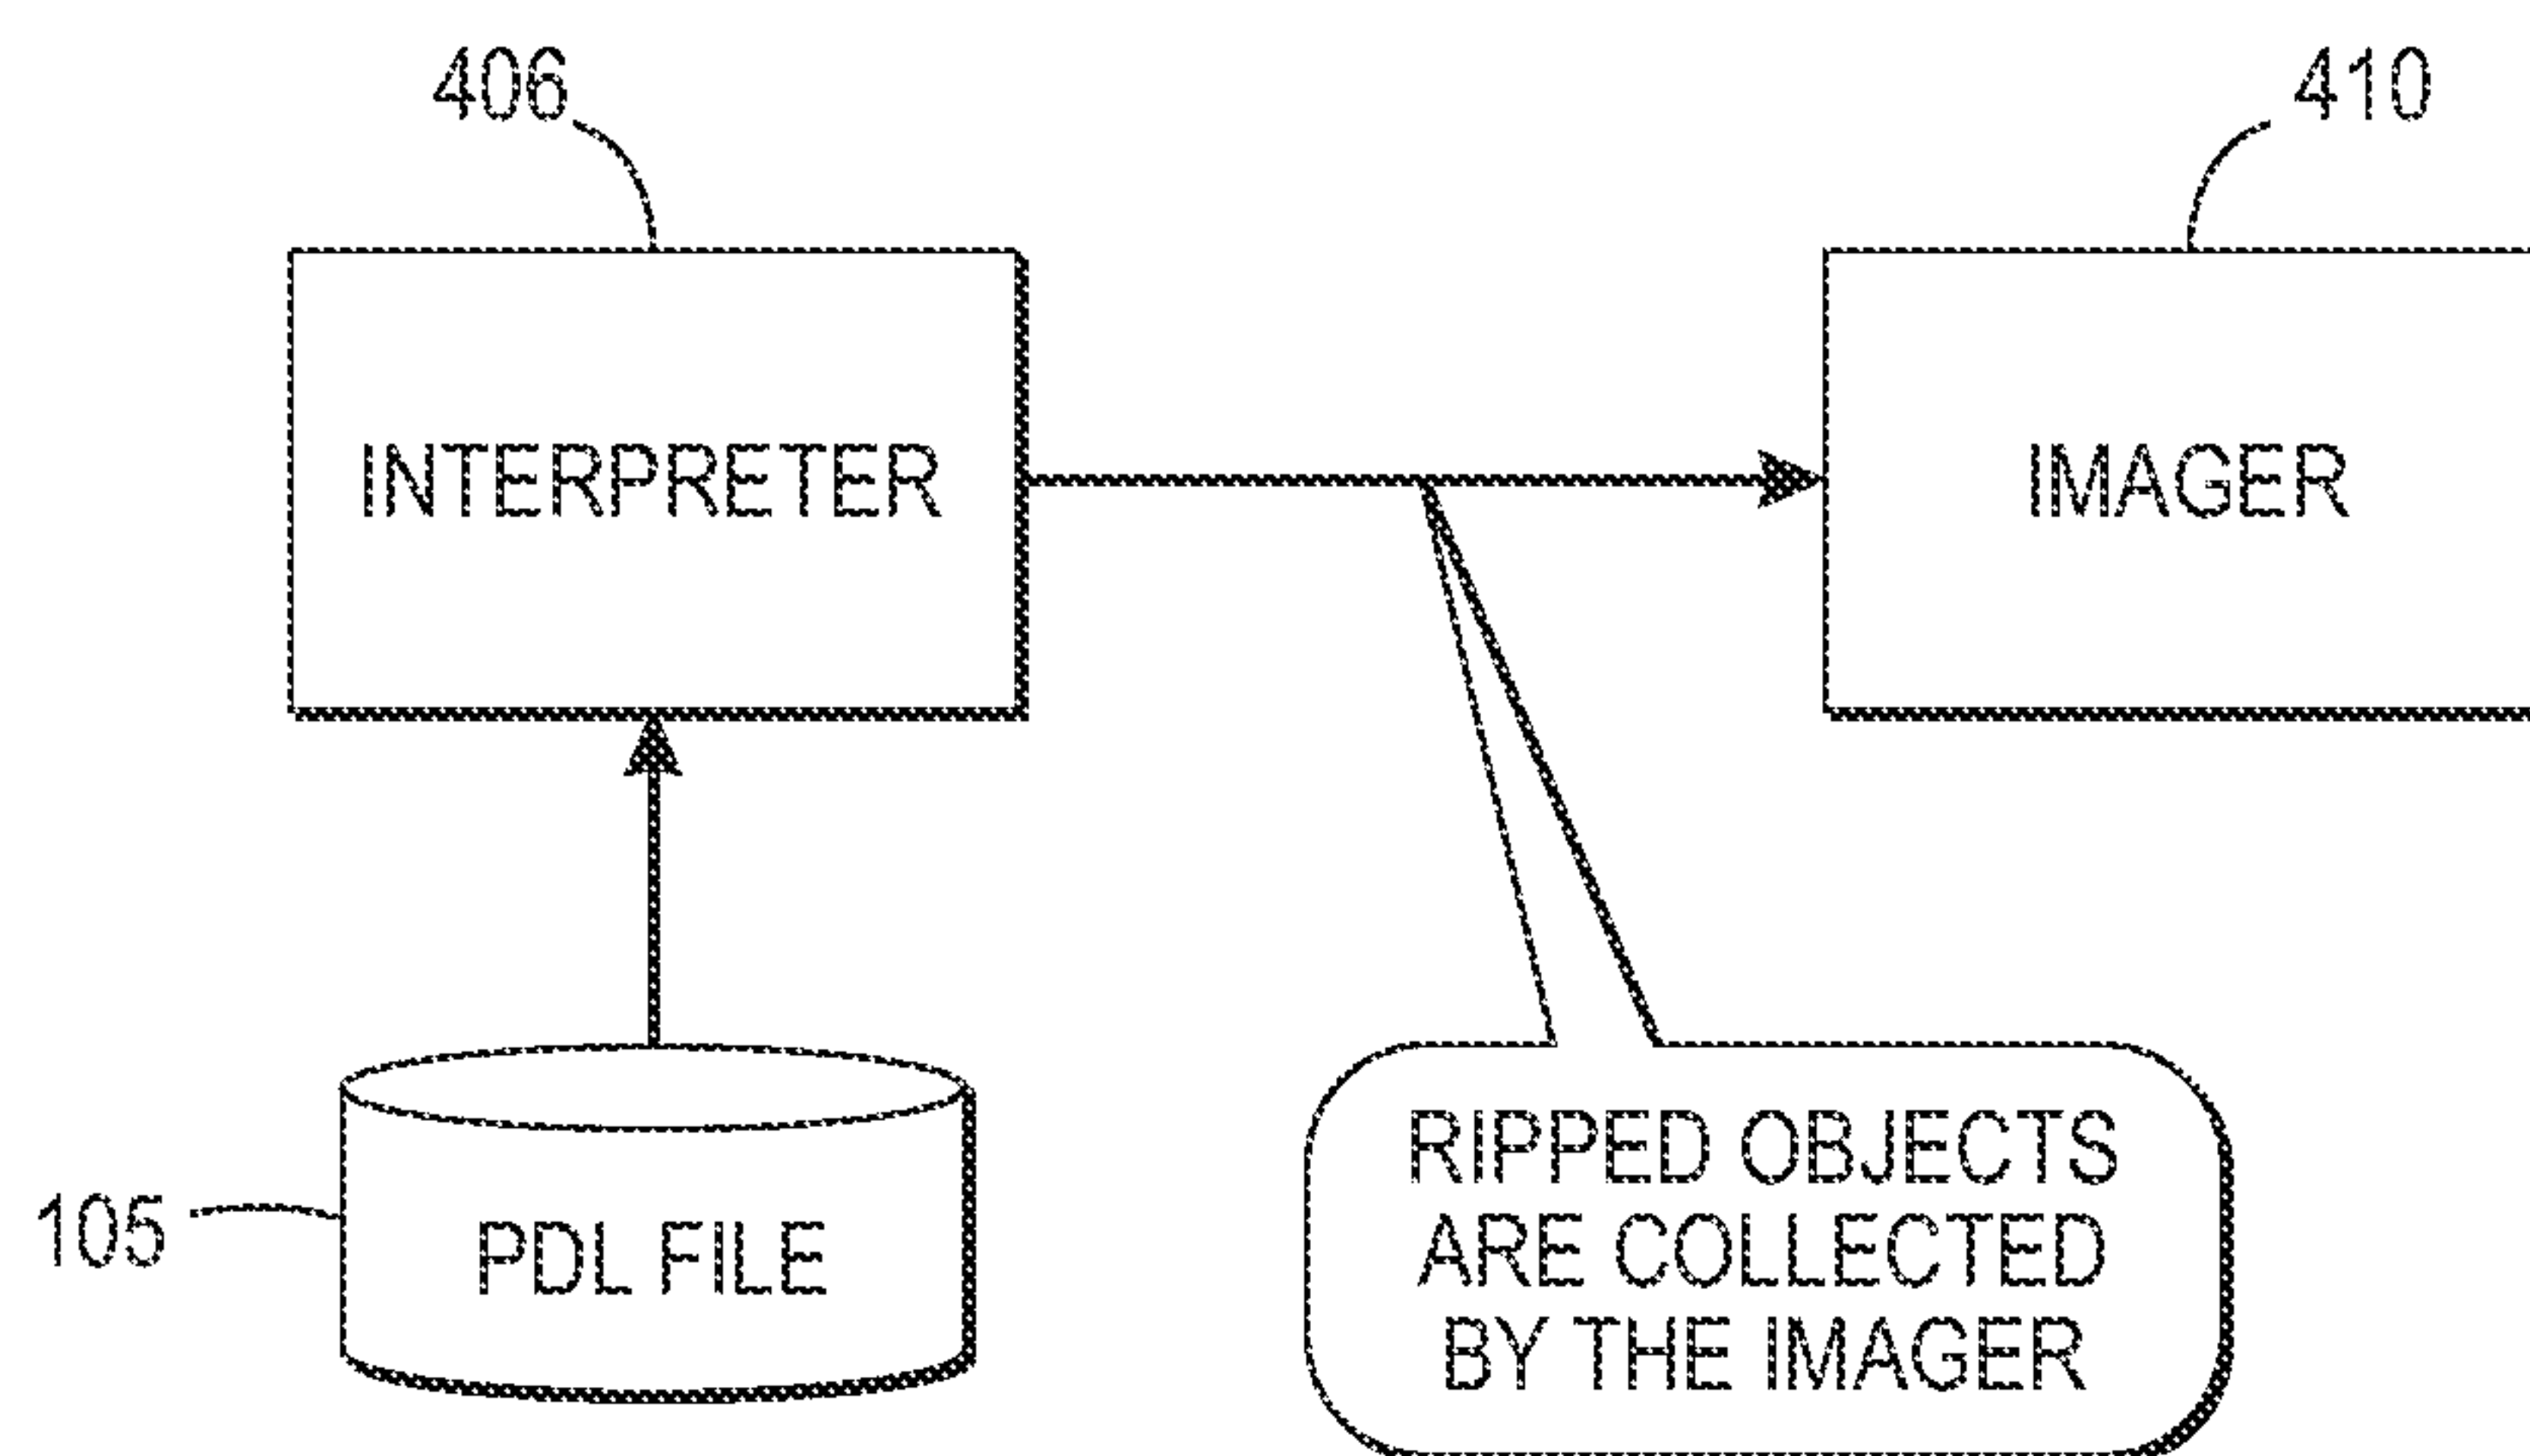 406
410
INTERPRETER
IMAGER
105
PDL FILE
RIPPED OBJECTS
ARE COLLECTED
BY THE IMAGER